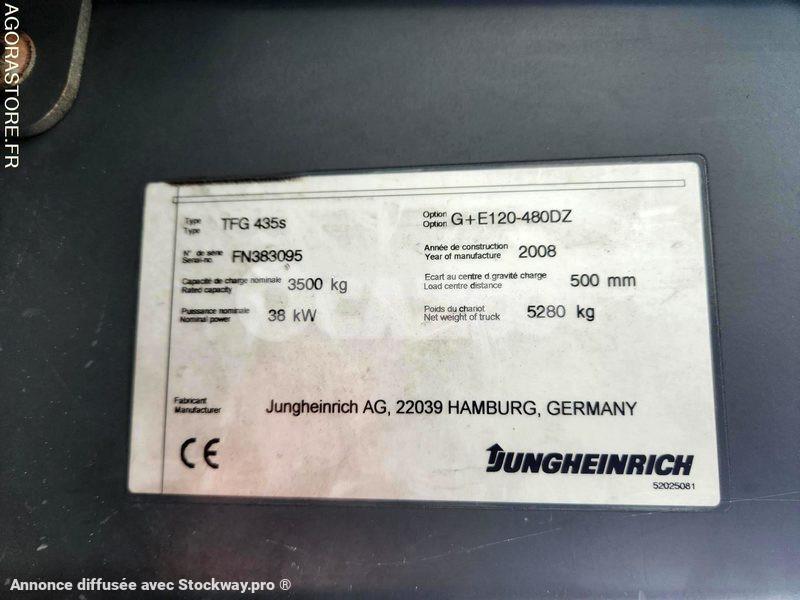 AGORASTORE.FR
Type TFG 435s Option G+E120-480DZ
Type Option
N° de série FN383095 Année de construction 2008
Serial-no. Year of manufacture
Capacité de charge nominale 3500 kg Ecart au centre d.gravité charge 500 mm
Rated capacity Load centre distance
Puissance nominale 38 kW Poids du chariot 5280 kg
Nominal power Net weight of truck
Fabricant Jungheinrich AG, 22039 HAMBURG, GERMANY
Manufacturer
CE JUNGHEINRICH
52025081
Annonce diffusée avec Stockway.pro ®